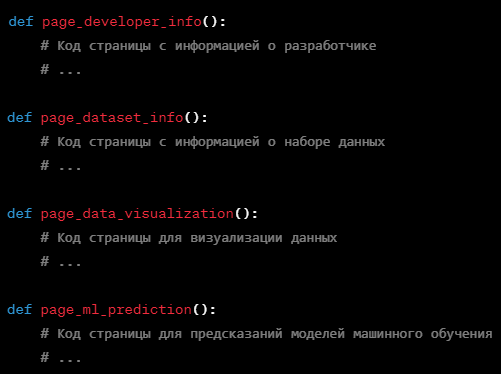 def page_developer_info():
    # Код страницы с информацией о разработчике
    # ...
def page_dataset_info():
    # Код страницы с информацией о наборе данных
    # ...
def page_data_visualization():
    # Код страницы для визуализации данных
    # ...
def page_ml_prediction():
    # Код страницы для предсказаний моделей машинного обучения
    # ...